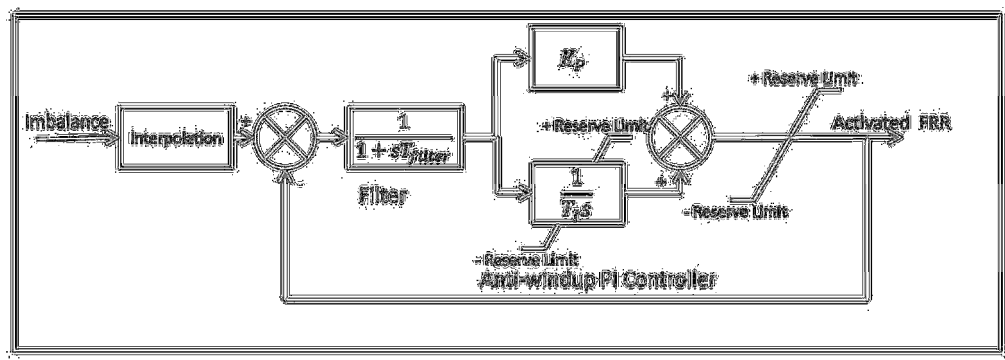 Imbalance
Interpolation
+
-
1
1 + sT_filter
Filter
K_P
+ Reserve Limit
1
T_i s
- Reserve Limit
Anti-windup PI Controller
+
+
+ Reserve Limit
- Reserve Limit
Activated FRR